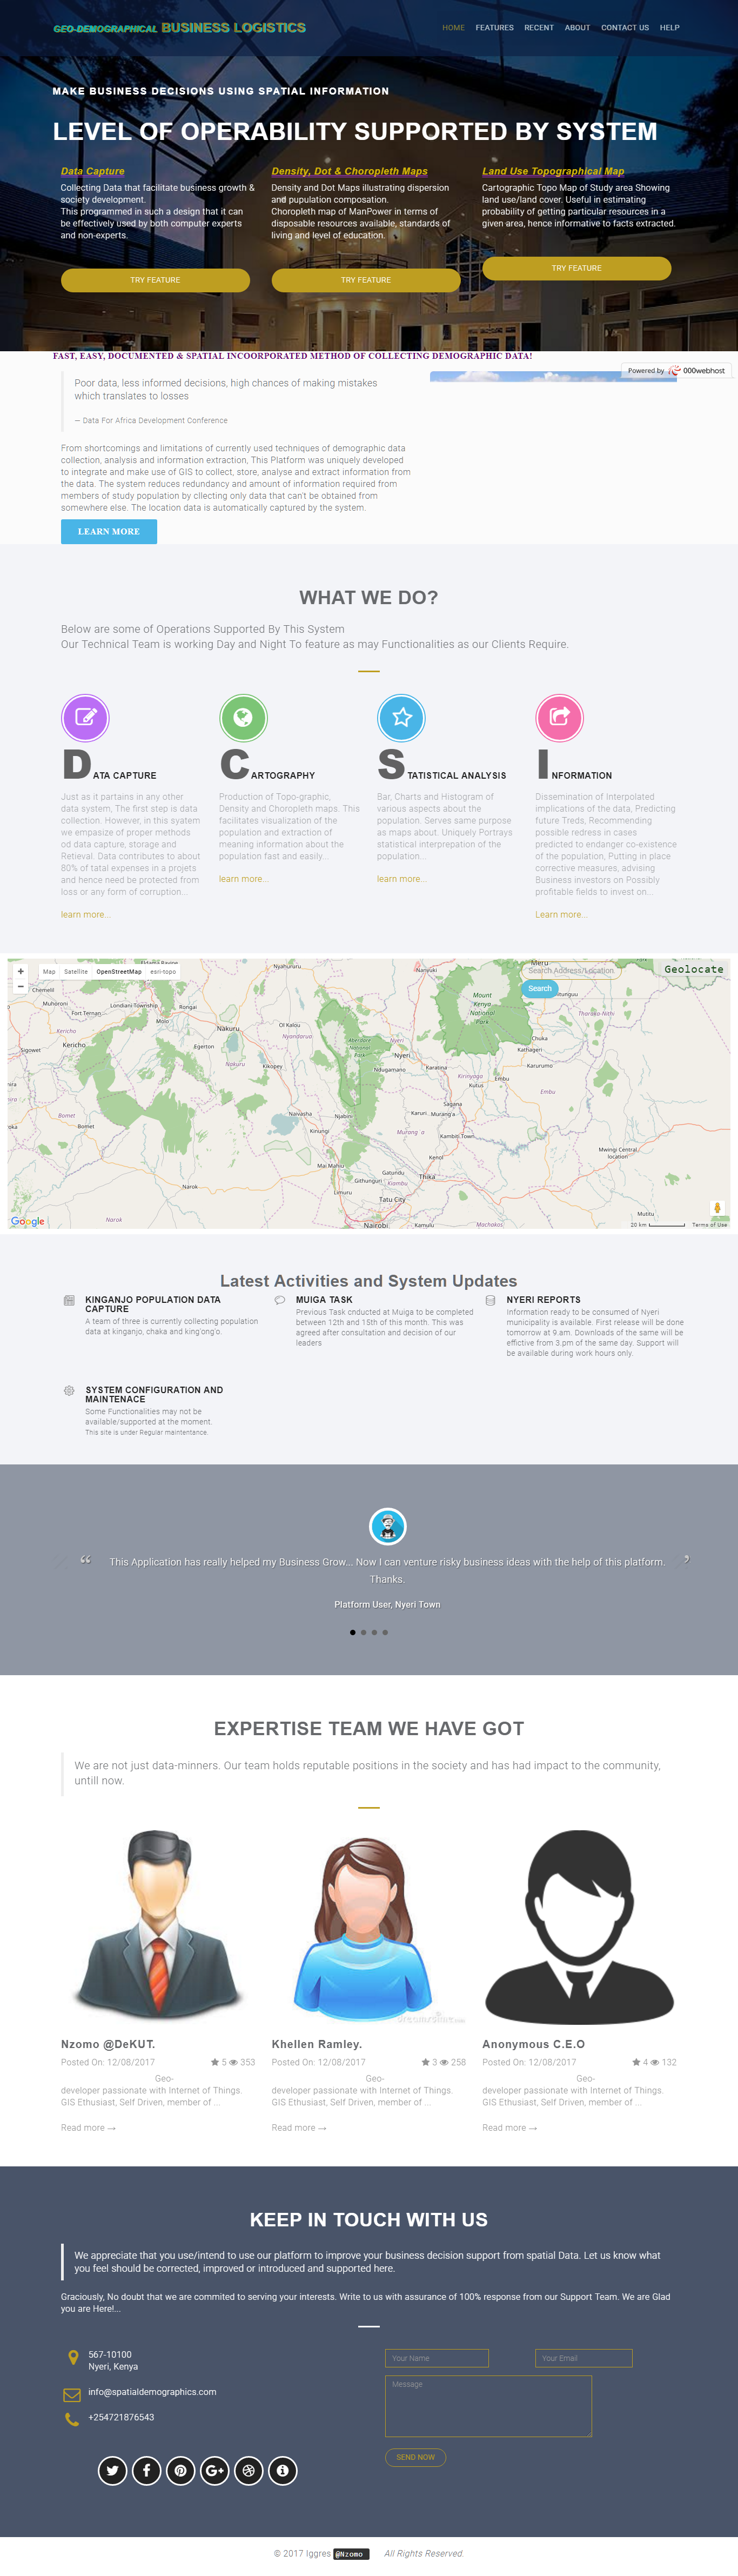 GEO-DEMOGRAPHICAL BUSINESS LOGISTICS
HOME FEATURES RECENT ABOUT CONTACT US HELP
MAKE BUSINESS DECISIONS USING SPATIAL INFORMATION
LEVEL OF OPERABILITY SUPPORTED BY SYSTEM
Data Capture
Collecting Data that facilitate business growth &
society development.
This programmed in such a design that it can
be effectively used by both computer experts
and non-experts.
TRY FEATURE
Density, Dot & Choropleth Maps
Density and Dot Maps illustrating dispersion
and pupulation composation.
Choropleth map of ManPower in terms of
disposable resources available, standards of
living and level of education.
TRY FEATURE
Land Use Topographical Map
Cartographic Topo Map of Study area Showing
land use/land cover. Useful in estimating
probability of getting particular resources in a
given area, hence informative to facts extracted.
TRY FEATURE
FAST, EASY, DOCUMENTED & SPATIAL INCOORPORATED METHOD OF COLLECTING DEMOGRAPHIC DATA!
Powered by 000webhost
Poor data, less informed decisions, high chances of making mistakes
which translates to losses
— Data For Africa Development Conference
From shortcomings and limitations of currently used techniques of demographic data
collection, analysis and information extraction, This Platform was uniquely developed
to integrate and make use of GIS to collect, store, analyse and extract information from
the data. The system reduces redundancy and amount of information required from
members of study population by cllecting only data that can't be obtained from
somewhere else. The location data is automatically captured by the system.
LEARN MORE
WHAT WE DO?
Below are some of Operations Supported By This System
Our Technical Team is working Day and Night To feature as may Functionalities as our Clients Require.
DATA CAPTURE
Just as it partains in any other
data system, The first step is data
collection. However, in this syatem
we empasize of proper methods
od data capture, storage and
Retieval. Data contributes to about
80% of tatal expenses in a projets
and hence need be protected from
loss or any form of corruption...
learn more...
CARTOGRAPHY
Production of Topo-graphic,
Density and Choropleth maps. This
facilitates visualization of the
population and extraction of
meaning information about the
population fast and easily...
learn more...
STATISTICAL ANALYSIS
Bar, Charts and Histogram of
various aspects about the
population. Serves same purpose
as maps about. Uniquely Portrays
statistical interprepation of the
population...
learn more...
INFORMATION
Dissemination of Interpolated
implications of the data, Predicting
future Treds, Recommending
possible redress in cases
predicted to endanger co-existence
of the population, Putting in place
corrective measures, advising
Business investors on Possibly
profitable fields to invest on...
Learn more...
+
−
Map Satellite OpenStreetMap esri-topo
Search Address/Location
Search
Geolocate
Meru
Nyahururu
Nanyuki
Londiani Township
Rongai
Molo
Muhoroni
Fort Ternan
Kericho
Kericho
Sigowet
Nakuru
Ol Kalou
Nyandarua
Egerton
Nakuru
Kikopey
Aberdare National Park
Nyeri
Nyeri
Ndugamano
Mount Kenya National Park
Chuka
Kathageri
Tharaka-Nithi
Karatina
Kirinyaga
Kutus
Embu
Karurumo
Embu
Sagana
Murang'a
Karuri
Murang'a
Kambiti Town
Naivasha
Njabini
Kinungi
Bomet
Bomet
Mai Mahiu
Gatundu
Kenol
Githunguri
Kiambu
Thika
Limuru
Tatu City
Narok
Narok
Nairobi
Kamulu
Machakos
Mwingi Central location
Mutitu
Google
20 km
Terms of Use
Latest Activities and System Updates
KINGANJO POPULATION DATA
CAPTURE
A team of three is currently collecting population
data at kinganjo, chaka and king'ong'o.
MUIGA TASK
Previous Task cnducted at Muiga to be completed
between 12th and 15th of this month. This was
agreed after consultation and decision of our
leaders
NYERI REPORTS
Information ready to be consumed of Nyeri
municipality is available. First release will be done
tomorrow at 9.am. Downloads of the same will be
effictive from 3.pm of the same day. Support will
be available during work hours only.
SYSTEM CONFIGURATION AND
MAINTENACE
Some Functionalities may not be
available/supported at the moment.
This site is under Regular maintentance.
“ This Application has really helped my Business Grow... Now I can venture risky business ideas with the help of this platform. ”
Thanks.
Platform User, Nyeri Town
EXPERTISE TEAM WE HAVE GOT
We are not just data-minners. Our team holds reputable positions in the society and has had impact to the community,
untill now.
dreamstime.com
Nzomo @DeKUT.
Posted On: 12/08/2017 5 353
Geo-
developer passionate with Internet of Things.
GIS Ethusiast, Self Driven, member of ...
Read more →
Khellen Ramley.
Posted On: 12/08/2017 3 258
Geo-
developer passionate with Internet of Things.
GIS Ethusiast, Self Driven, member of ...
Read more →
Anonymous C.E.O
Posted On: 12/08/2017 4 132
Geo-
developer passionate with Internet of Things.
GIS Ethusiast, Self Driven, member of ...
Read more →
KEEP IN TOUCH WITH US
We appreciate that you use/intend to use our platform to improve your business decision support from spatial Data. Let us know what
you feel should be corrected, improved or introduced and supported here.
Graciously, No doubt that we are commited to serving your interests. Write to us with assurance of 100% response from our Support Team. We are Glad
you are Here!...
567-10100
Nyeri, Kenya
info@spatialdemographics.com
+254721876543
Your Name
Your Email
Message
SEND NOW
© 2017 Iggres @Nzomo All Rights Reserved.